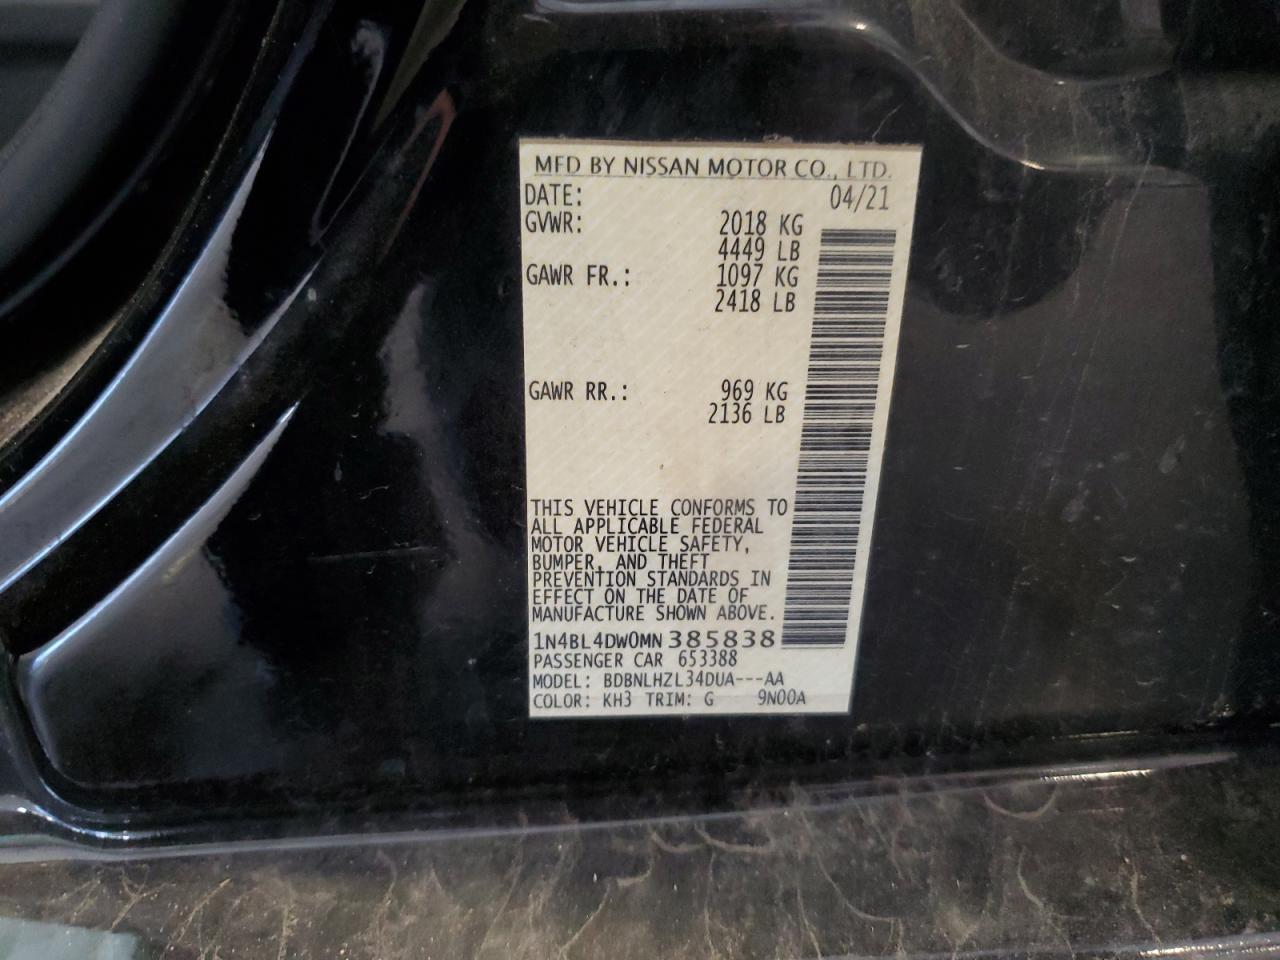 MFD BY NISSAN MOTOR CO., LTD.
DATE: 04/21
GVWR: 2018 KG
4449 LB
GAWR FR.: 1097 KG
2418 LB
GAWR RR.: 969 KG
2136 LB
THIS VEHICLE CONFORMS TO
ALL APPLICABLE FEDERAL
MOTOR VEHICLE SAFETY,
BUMPER, AND THEFT
PREVENTION STANDARDS IN
EFFECT ON THE DATE OF
MANUFACTURE SHOWN ABOVE.
1N4BL4DW0MN385838
PASSENGER CAR 653388
MODEL: BDBNLHZL34DUA---AA
COLOR: KH3 TRIM: G 9N00A